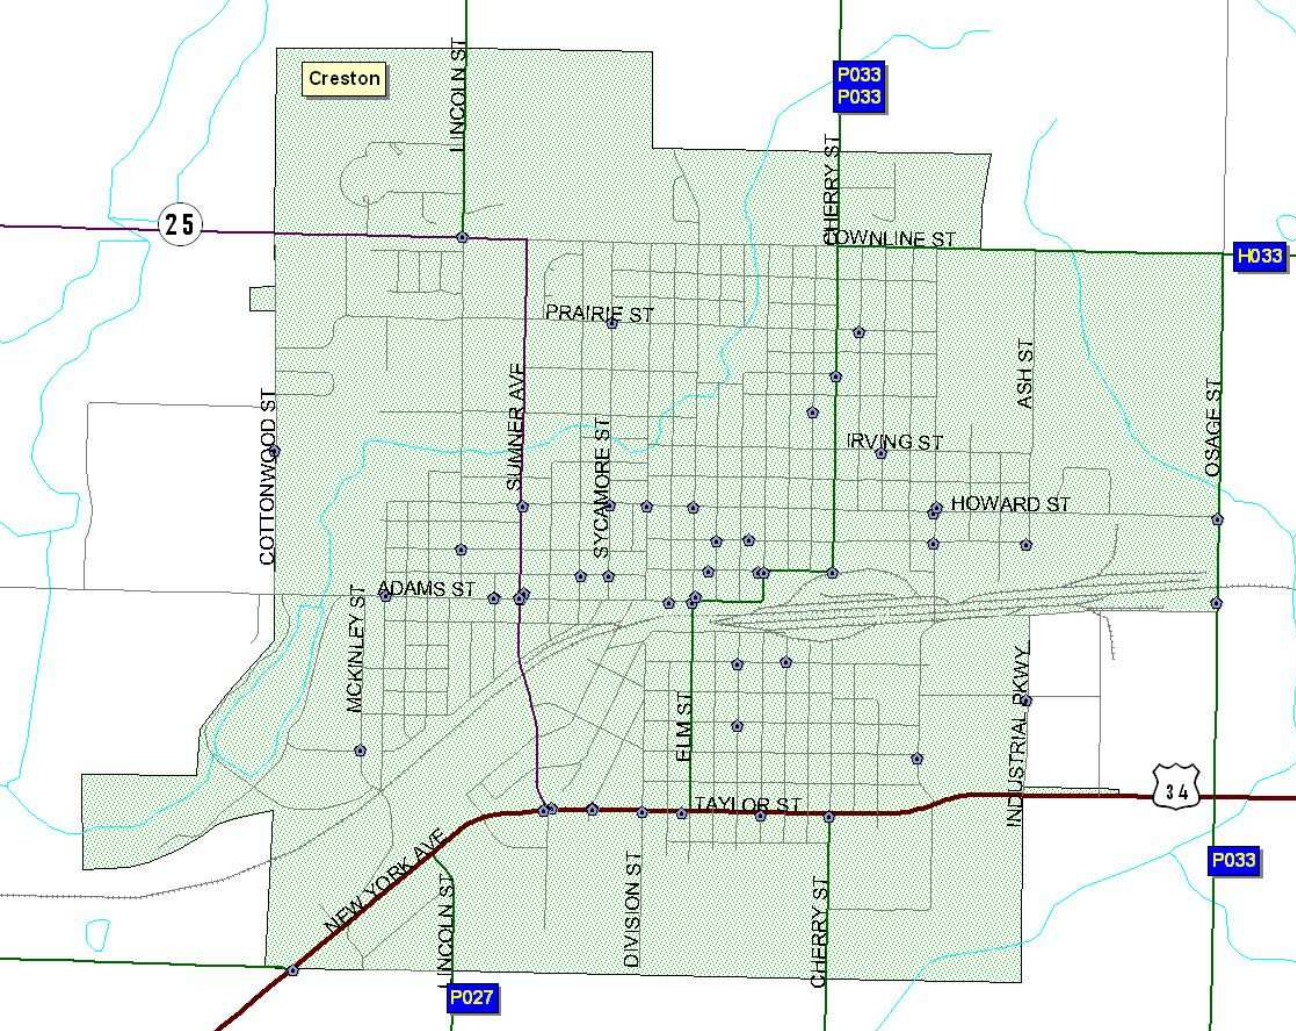 LINCOLN ST
Creston
P033
P033
CHERRY ST
25
TOWNLINE ST
H033
PRAIRIE ST
SUMNER AVE
ASH ST
OSAGE ST
COTTONWOOD ST
SYCAMORE ST
IRVING ST
HOWARD ST
ADAMS ST
MCKINLEY ST
ELM ST
INDUSTRIAL PKWY
34
TAYLOR ST
NEW YORK AVE
P033
LINCOLN ST
DIVISION ST
CHERRY ST
P027